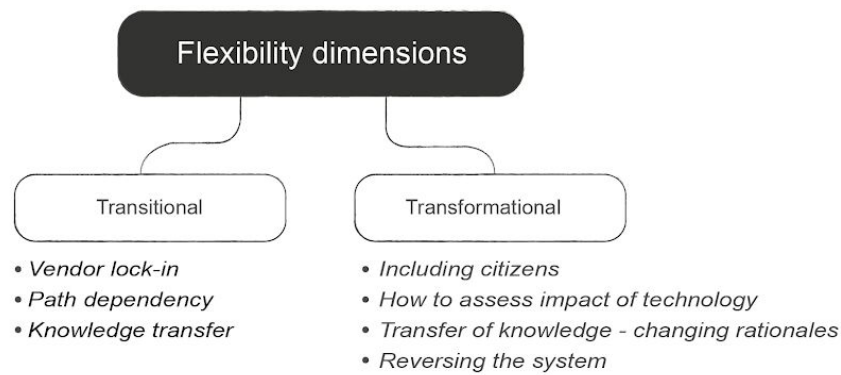 Flexibility dimensions
Transitional
• Vendor lock-in
• Path dependency
• Knowledge transfer
Transformational
• Including citizens
• How to assess impact of technology
• Transfer of knowledge - changing rationales
• Reversing the system